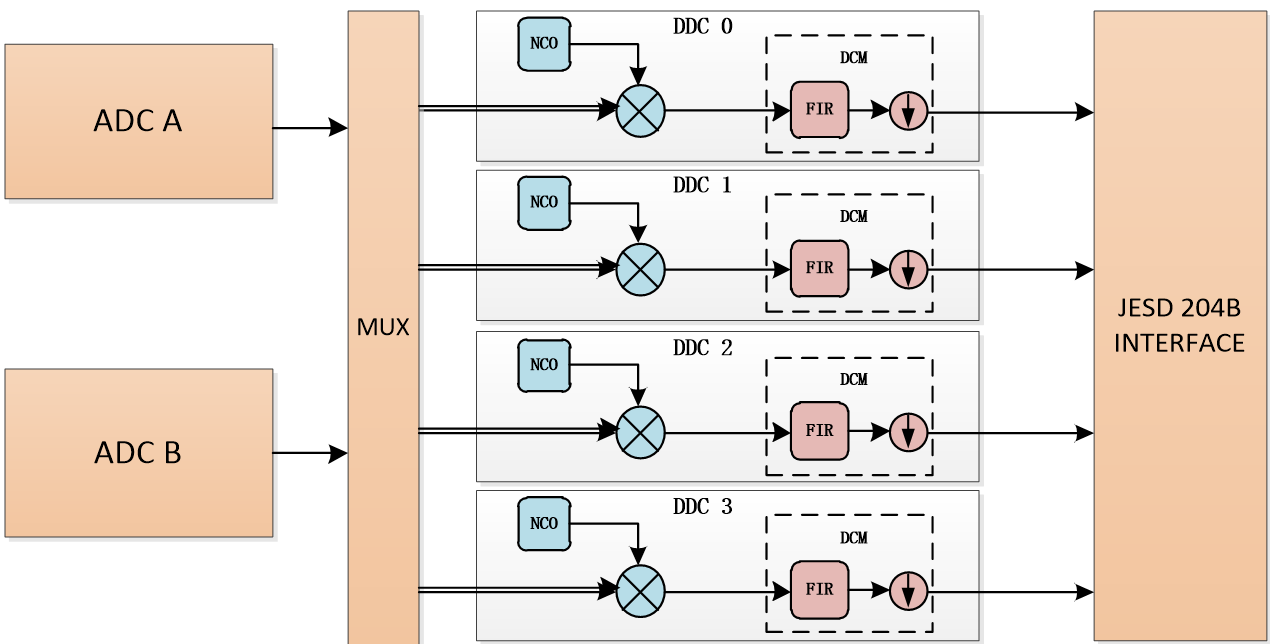 ADC A
ADC B
MUX
DDC 0
NCO
DCM
FIR
DDC 1
NCO
DCM
FIR
DDC 2
NCO
DCM
FIR
DDC 3
NCO
DCM
FIR
JESD 204B
INTERFACE